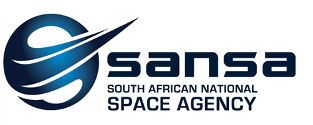 sansa
SOUTH AFRICAN NATIONAL
SPACE AGENCY